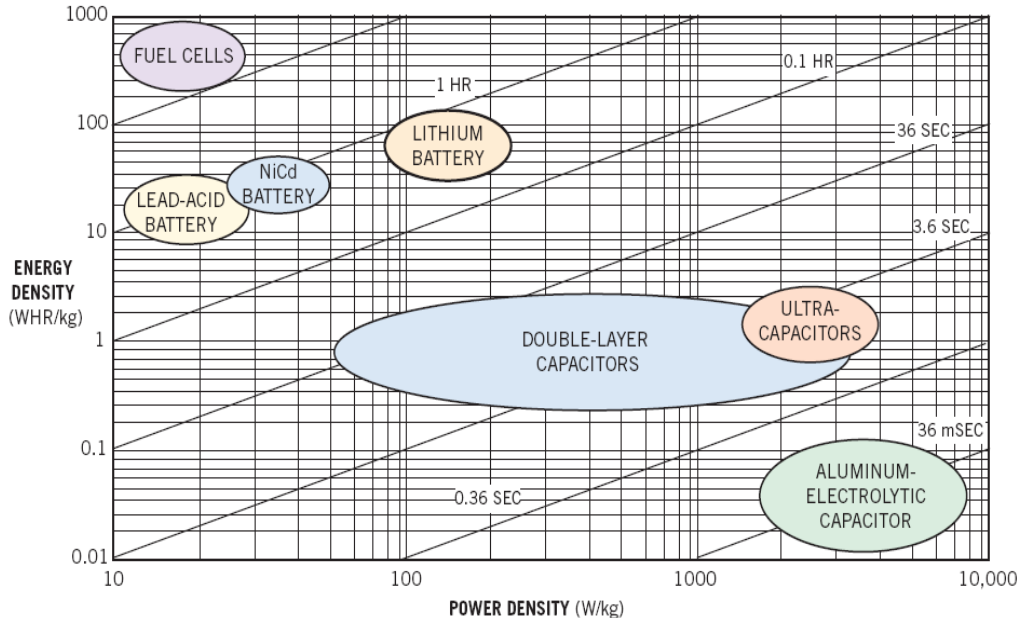 1000
FUEL CELLS
0.1 HR
1 HR
100
LITHIUM
BATTERY
36 SEC
NiCd
BATTERY
LEAD-ACID
BATTERY
10
3.6 SEC
ENERGY
DENSITY
(WHR/kg)
ULTRA-
CAPACITORS
1
DOUBLE-LAYER
CAPACITORS
0.1
36 mSEC
ALUMINUM-
ELECTROLYTIC
CAPACITOR
0.36 SEC
0.01
10
100
1000
10,000
POWER DENSITY (W/kg)